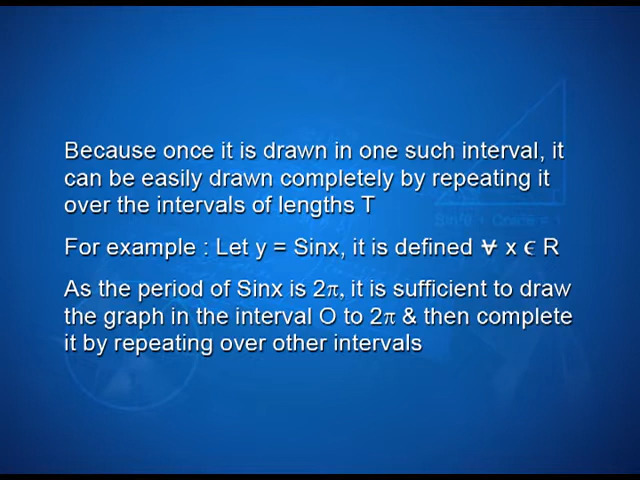 Because once it is drawn in one such interval, it
can be easily drawn completely by repeating it
over the intervals of lengths T
For example : Let y = Sinx, it is defined ∀ x ϵ R
As the period of Sinx is 2π, it is sufficient to draw
the graph in the interval O to 2π & then complete
it by repeating over other intervals